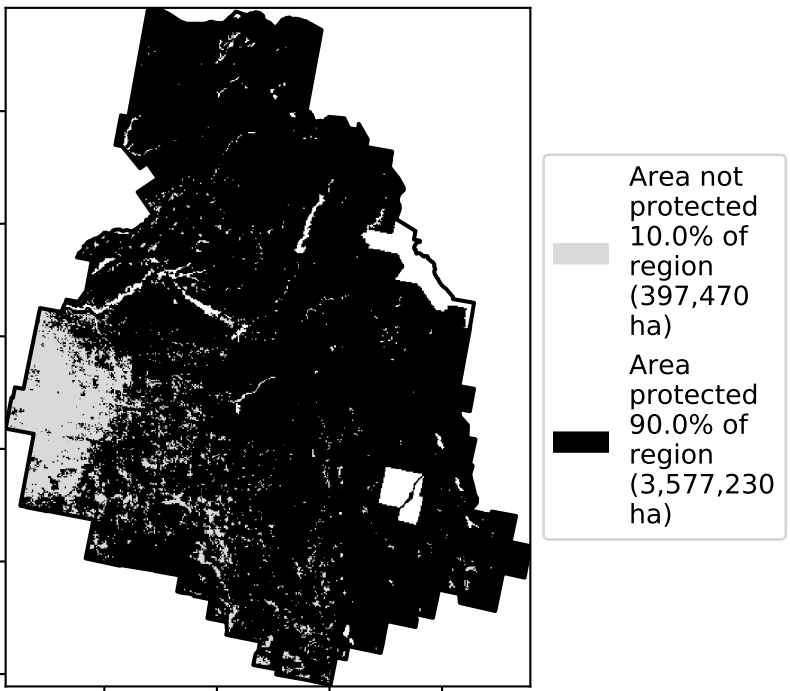 Area not
protected
10.0% of
region
(397,470
ha)
Area
protected
90.0% of
region
(3,577,230
ha)